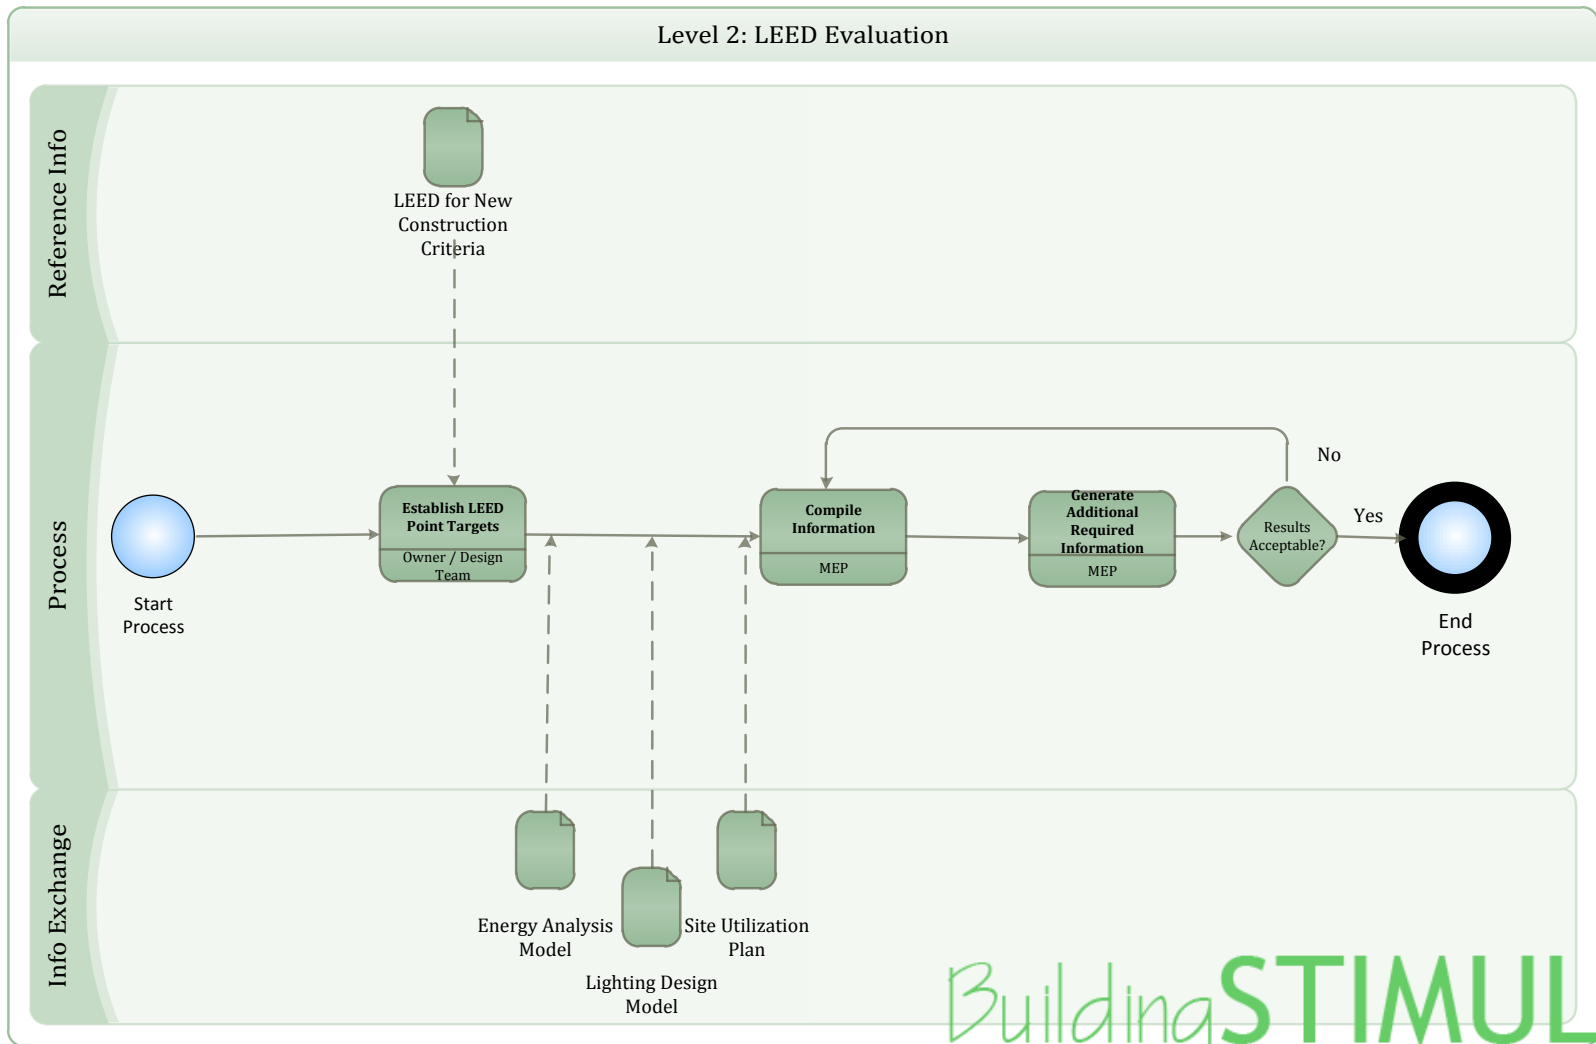 Level 2: LEED Evaluation
Reference Info
LEED for New
Construction
Criteria
Process
Start
Process
Establish LEED
Point Targets
Owner / Design
Team
Compile
Information
MEP
Generate
Additional
Required
Information
MEP
Results
Acceptable?
No
Yes
End
Process
Info Exchange
Energy Analysis
Model
Lighting Design
Model
Site Utilization
Plan
BuildingSTIMUL